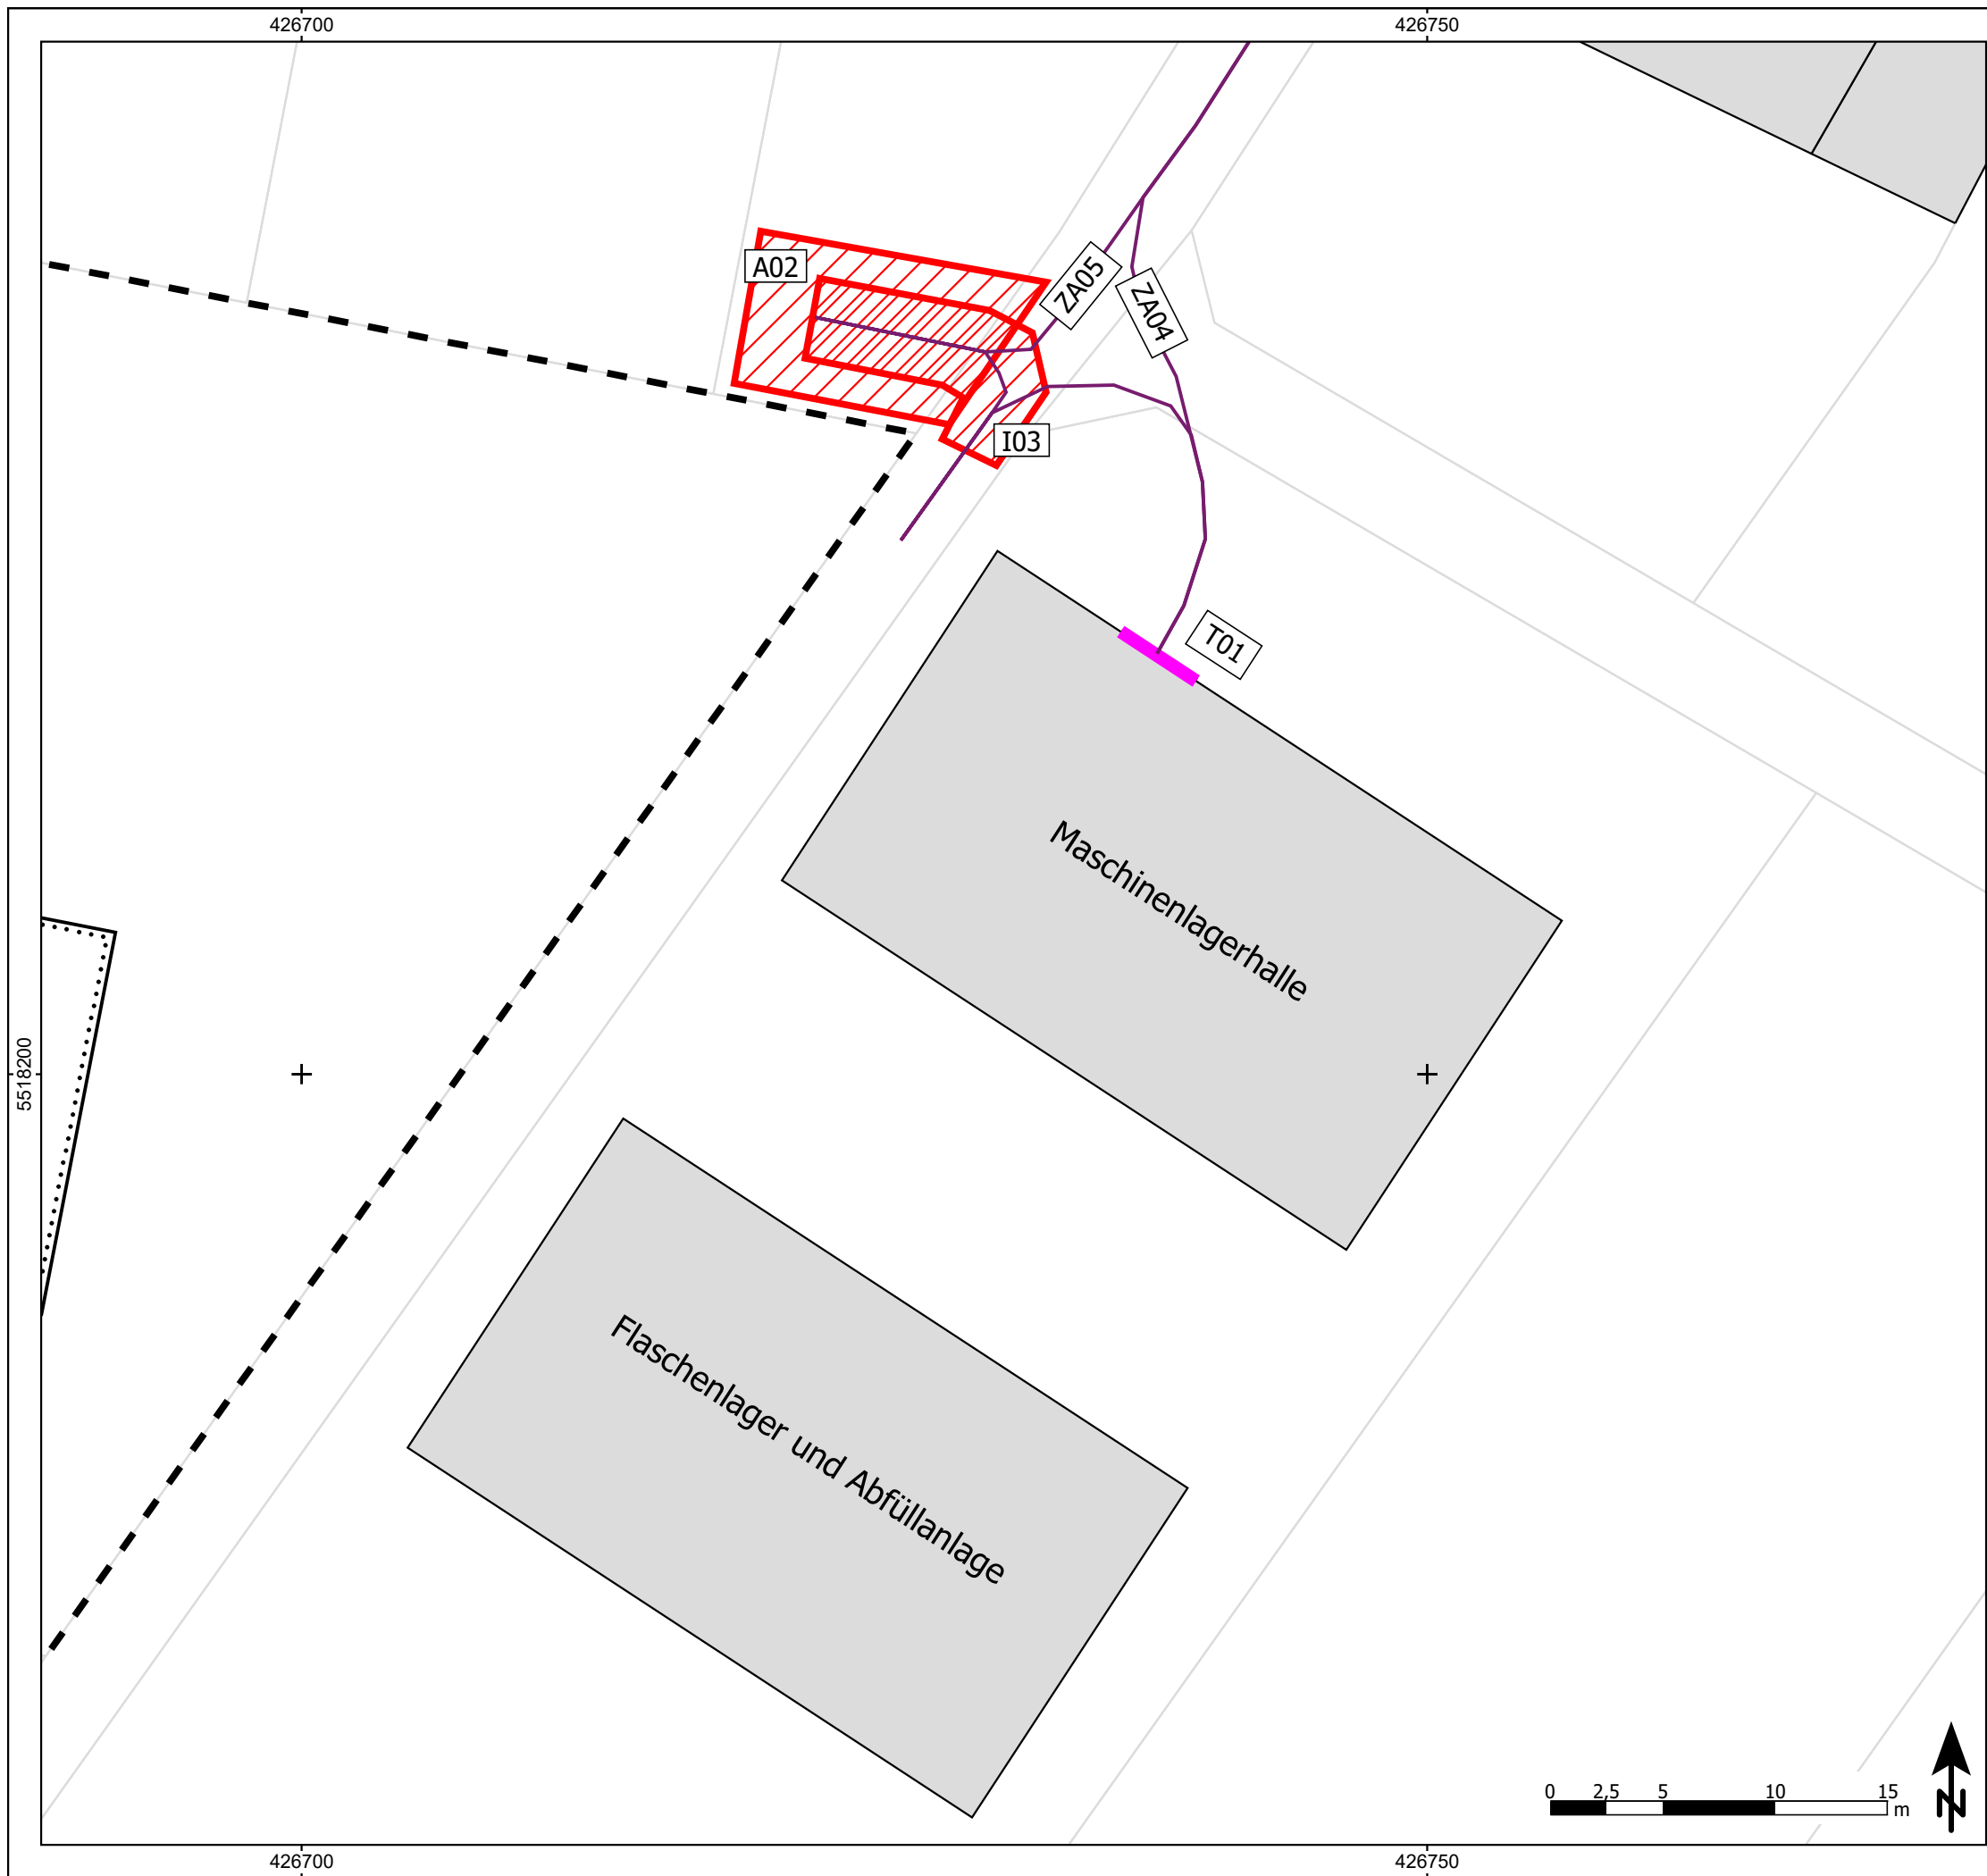 426700
426750
A02
ZA05
ZA04
I03
T01
Maschinenlagerhalle
5518200
Flaschenlager und Abfüllanlage
0 2,5 5 10 15 m
N
426700
426750